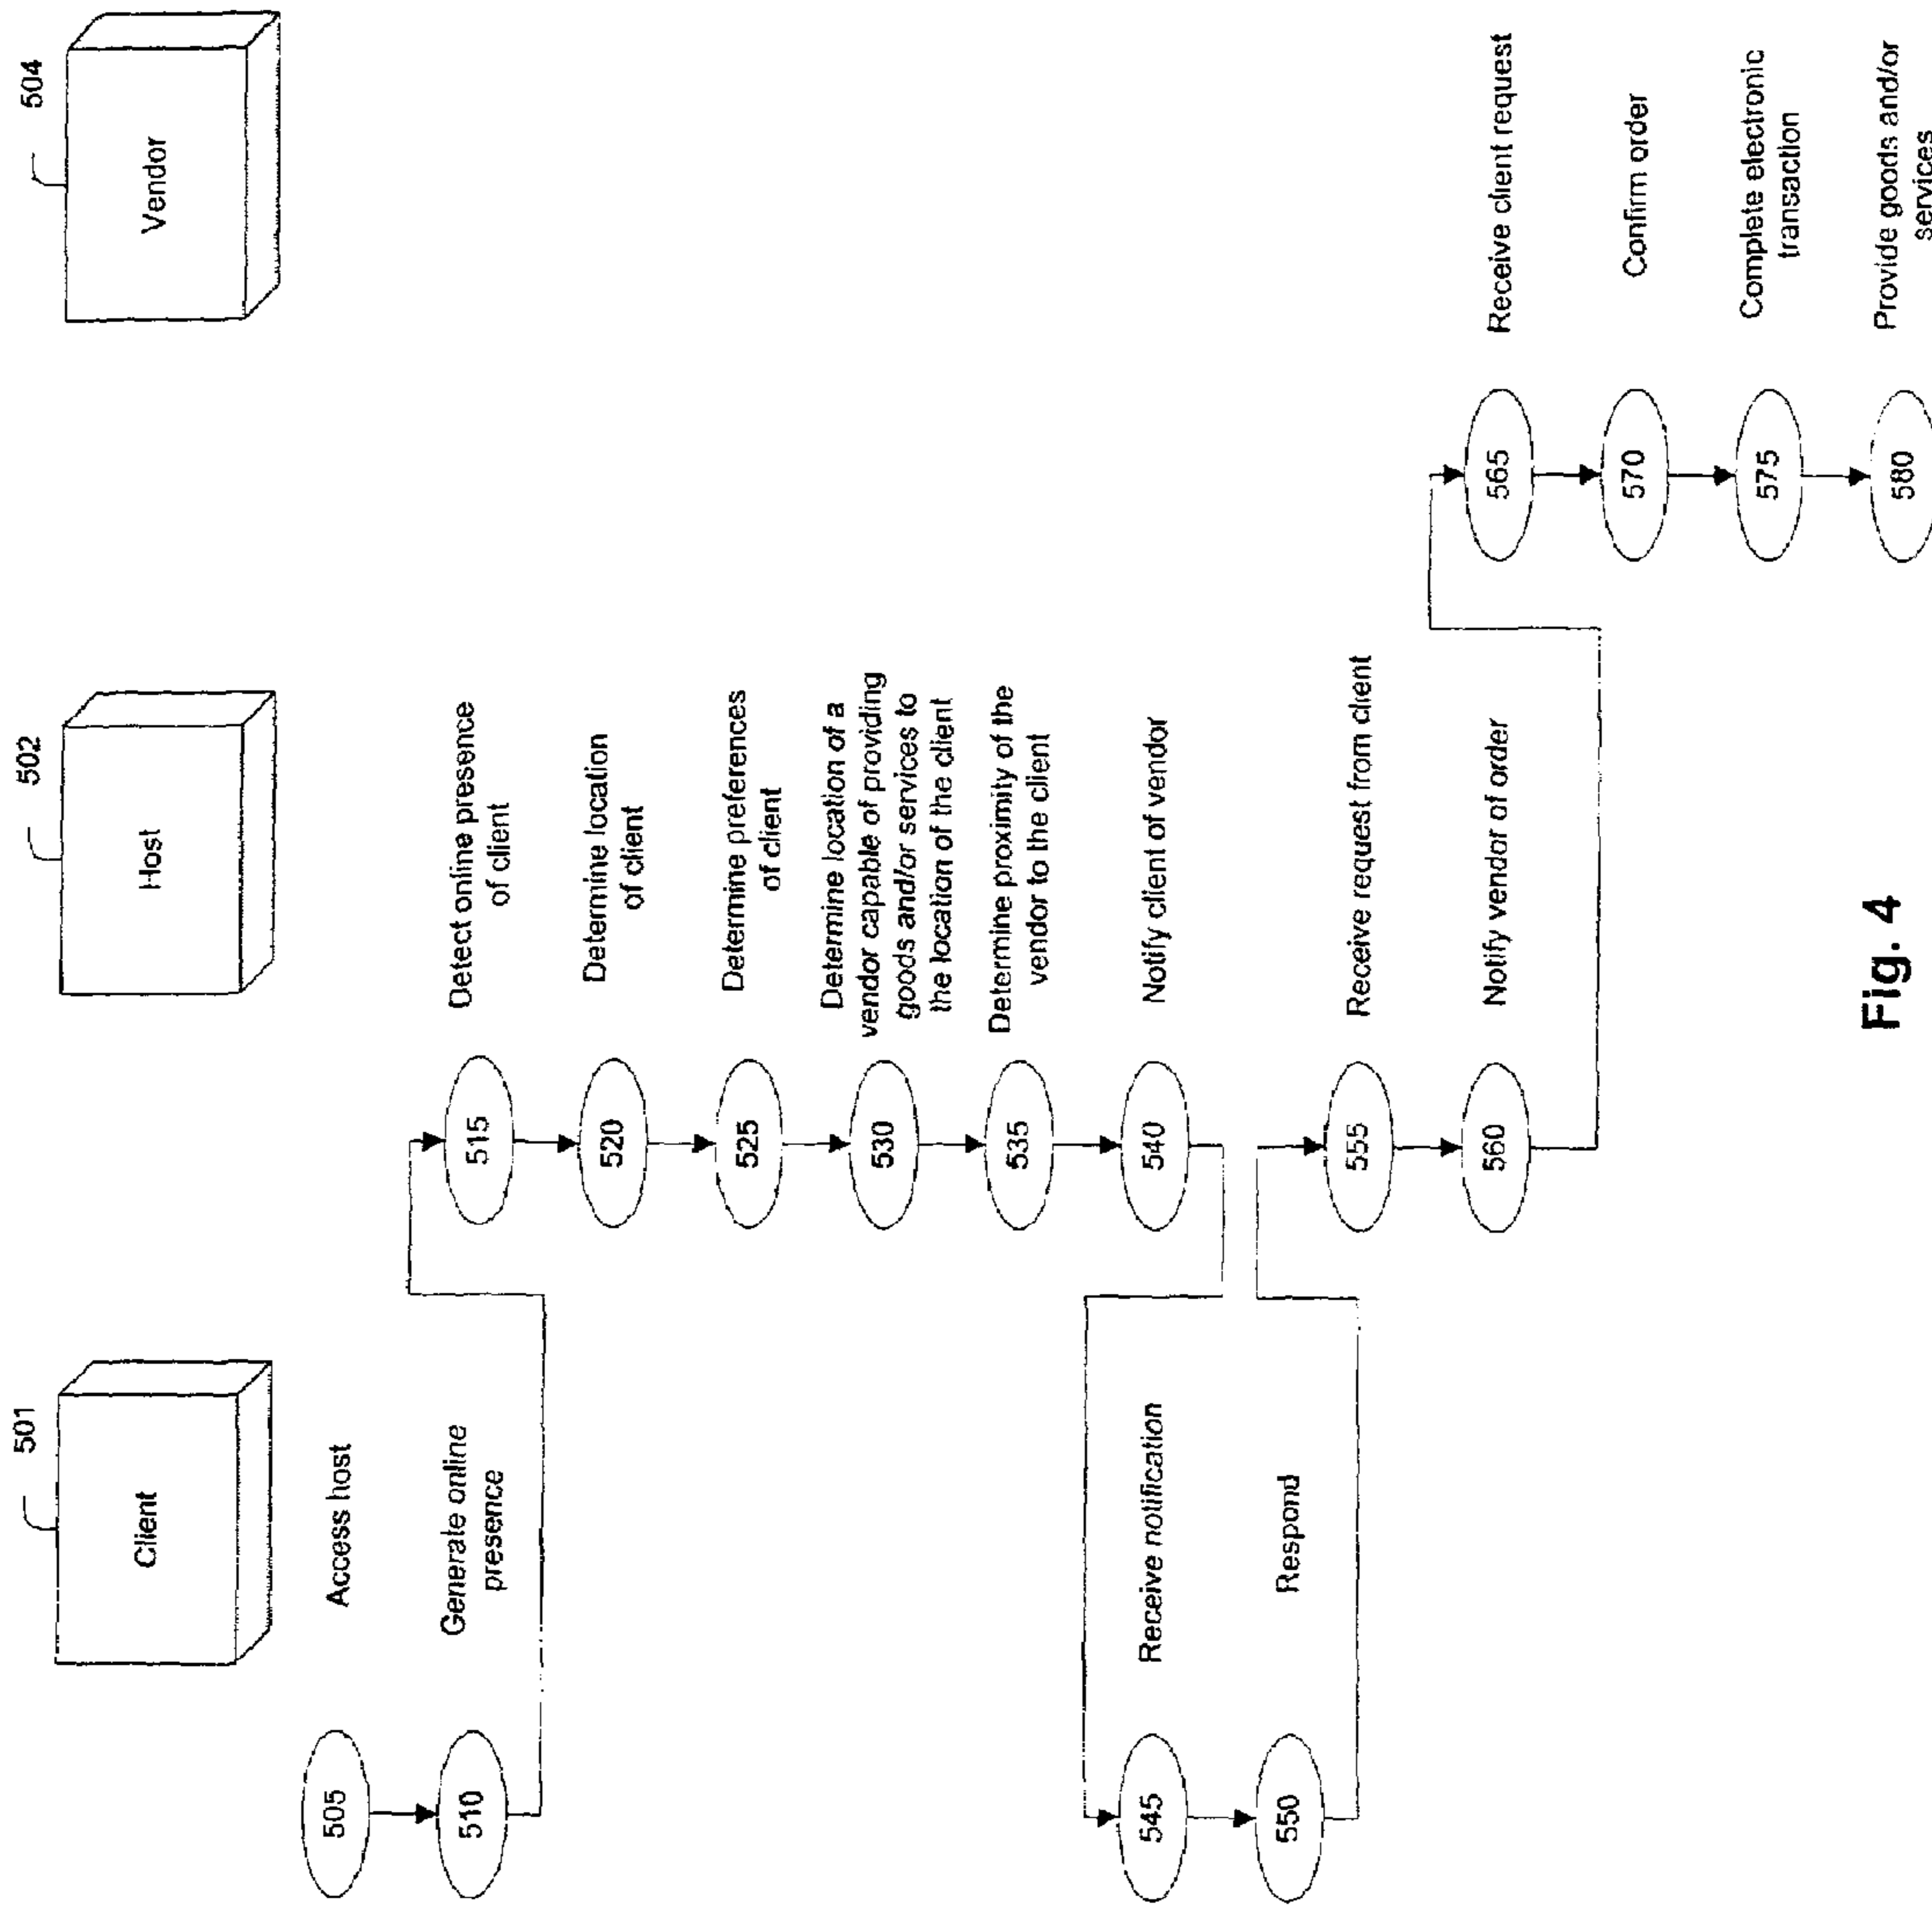 501
Client
502
Host
504
Vendor
505
Access host
510
Generate online
presence
515
Detect online presence
of client
520
Determine location
of client
525
Determine preferences
of client
530
Determine location of a
vendor capable of providing
goods and/or services to
the location of the client
535
Determine proximity of the
vendor to the client
540
Notify client of vendor
545
Receive notification
550
Respond
555
Receive request from client
560
Notify vendor of order
565
Receive client request
570
Confirm order
575
Complete electronic
transaction
580
Provide goods and/or
services
Fig. 4